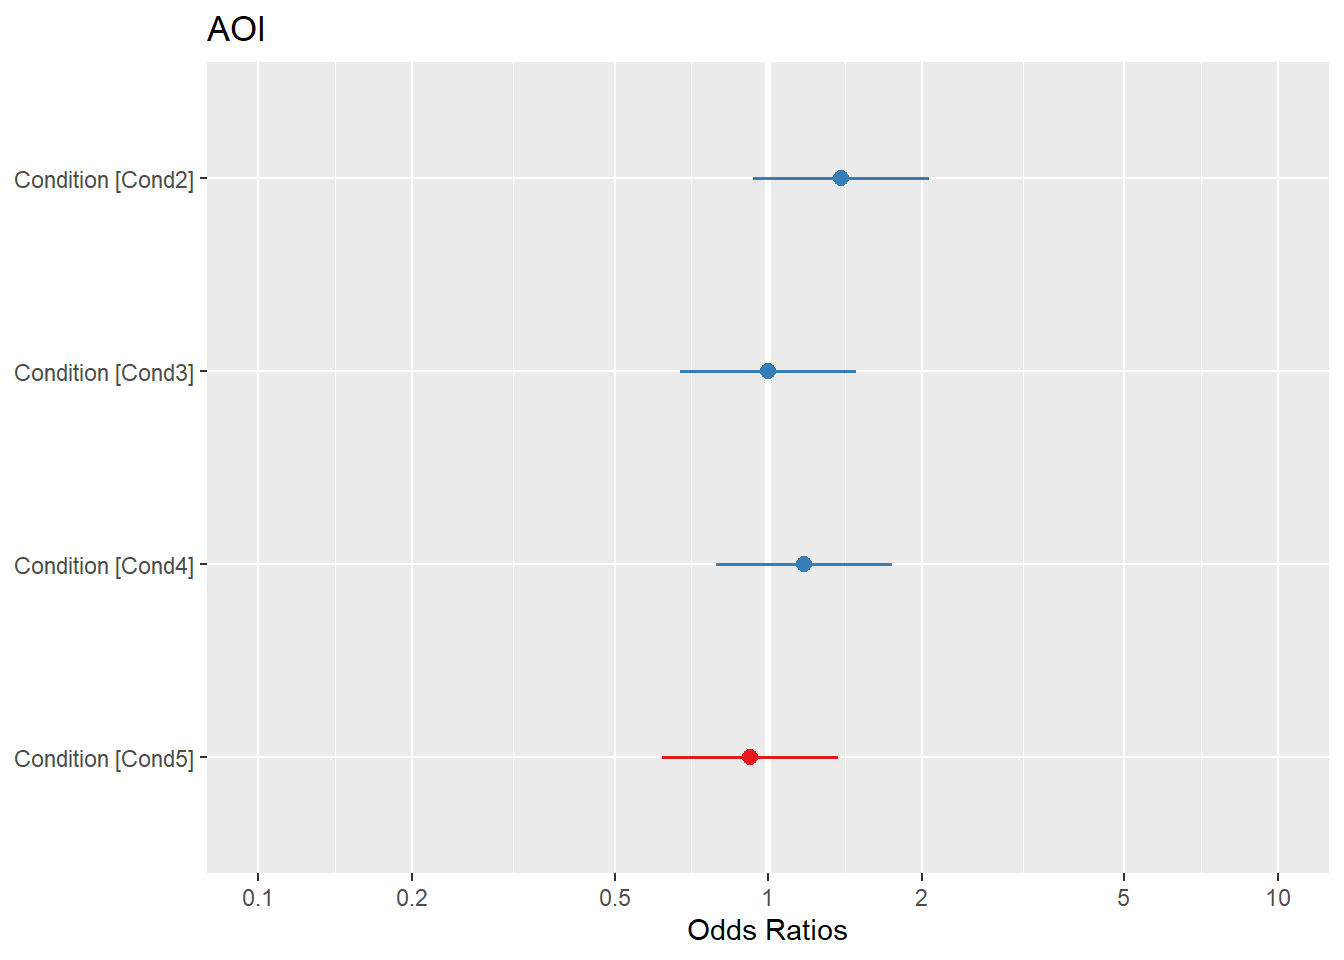 AOI
Condition [Cond2]
Condition [Cond3]
Condition [Cond4]
Condition [Cond5]
0.1 0.2 0.5 1 2 5 10
Odds Ratios